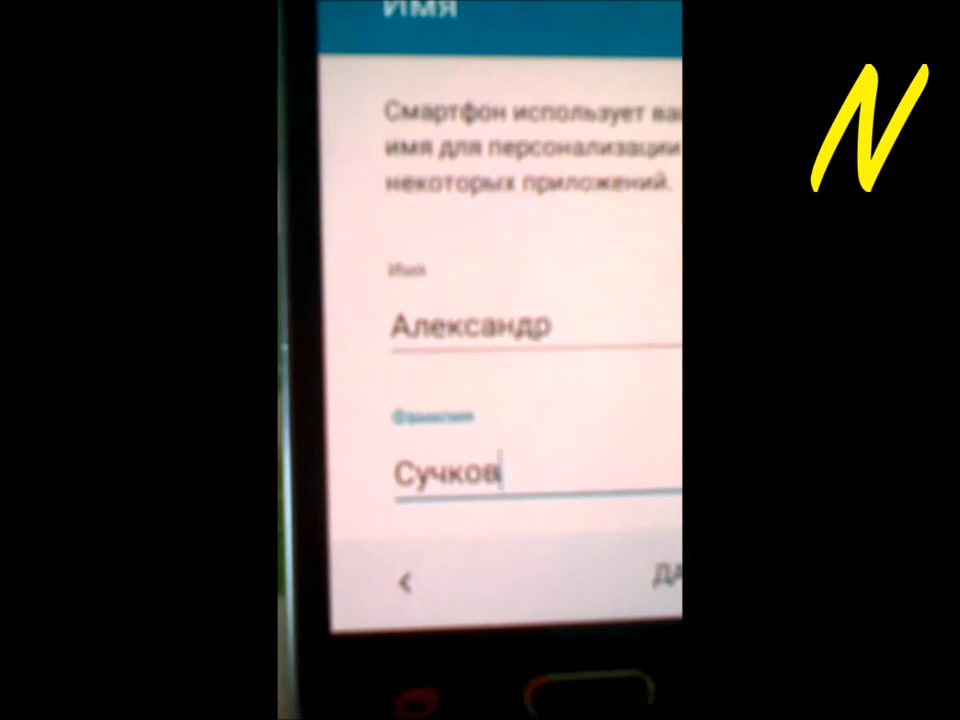 Имя
N
Смартфон использует ва
имя для персонализации
некоторых приложений.
Имя
Александр
Фамилия
Сучков
<
ДА